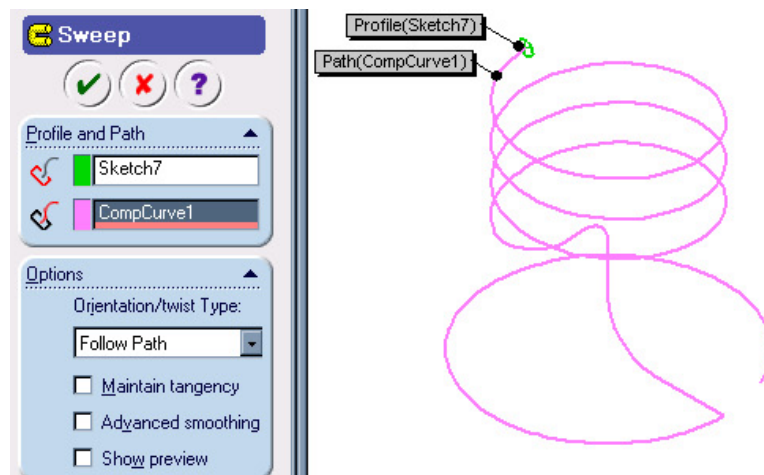 Sweep
?
Profile and Path
Sketch7
CompCurve1
Options
Orientation/twist Type:
Follow Path
Maintain tangency
Advanced smoothing
Show preview
Profile(Sketch7)
Path(CompCurve1)